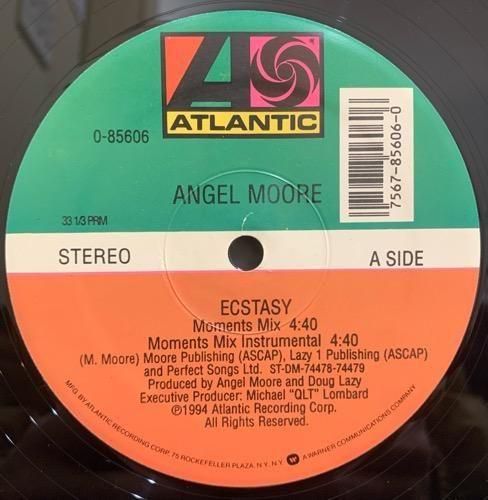 ATLANTIC
0-85606
ANGEL MOORE
7567-85606-0
33 1/3 PRM
STEREO
A SIDE
ECSTASY
Moments Mix 4:40
Moments Mix Instrumental 4:40
(M. Moore) Moore Publishing (ASCAP), Lazy 1 Publishing (ASCAP)
and Perfect Songs Ltd. ST-DM-74478-74479
Produced by Angel Moore and Doug Lazy
Executive Producer: Michael "QLT" Lombard
℗1994 Atlantic Recording Corp.
All Rights Reserved.
MFG. BY ATLANTIC RECORDING CORP. 75 ROCKEFELLER PLAZA, N.Y. N.Y. A WARNER COMMUNICATIONS COMPANY